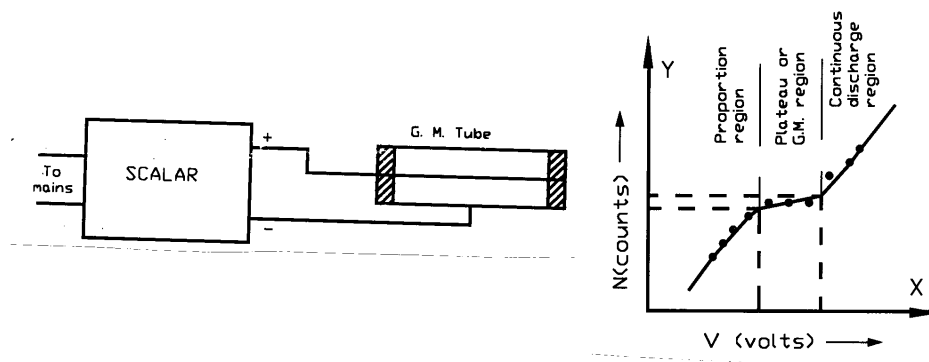 To
mains
SCALAR
+
-
G. M. Tube
Y
Proportion
region
Plateau or
G.M. region
Continuous
discharge
region
N(counts)
X
V (volts)